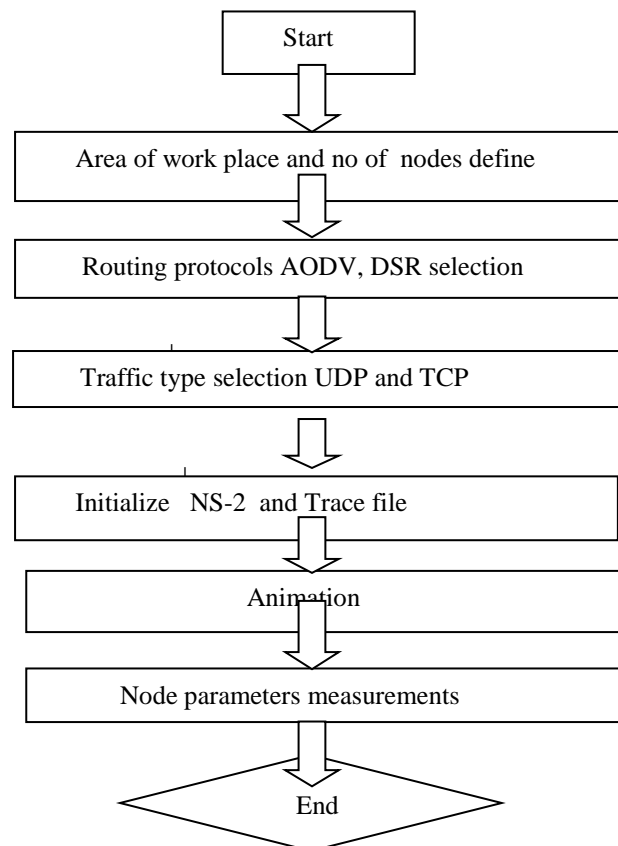 Start
Area of work place and no of nodes define
Routing protocols AODV, DSR selection
Traffic type selection UDP and TCP
Initialize NS-2 and Trace file
Animation
Node parameters measurements
End